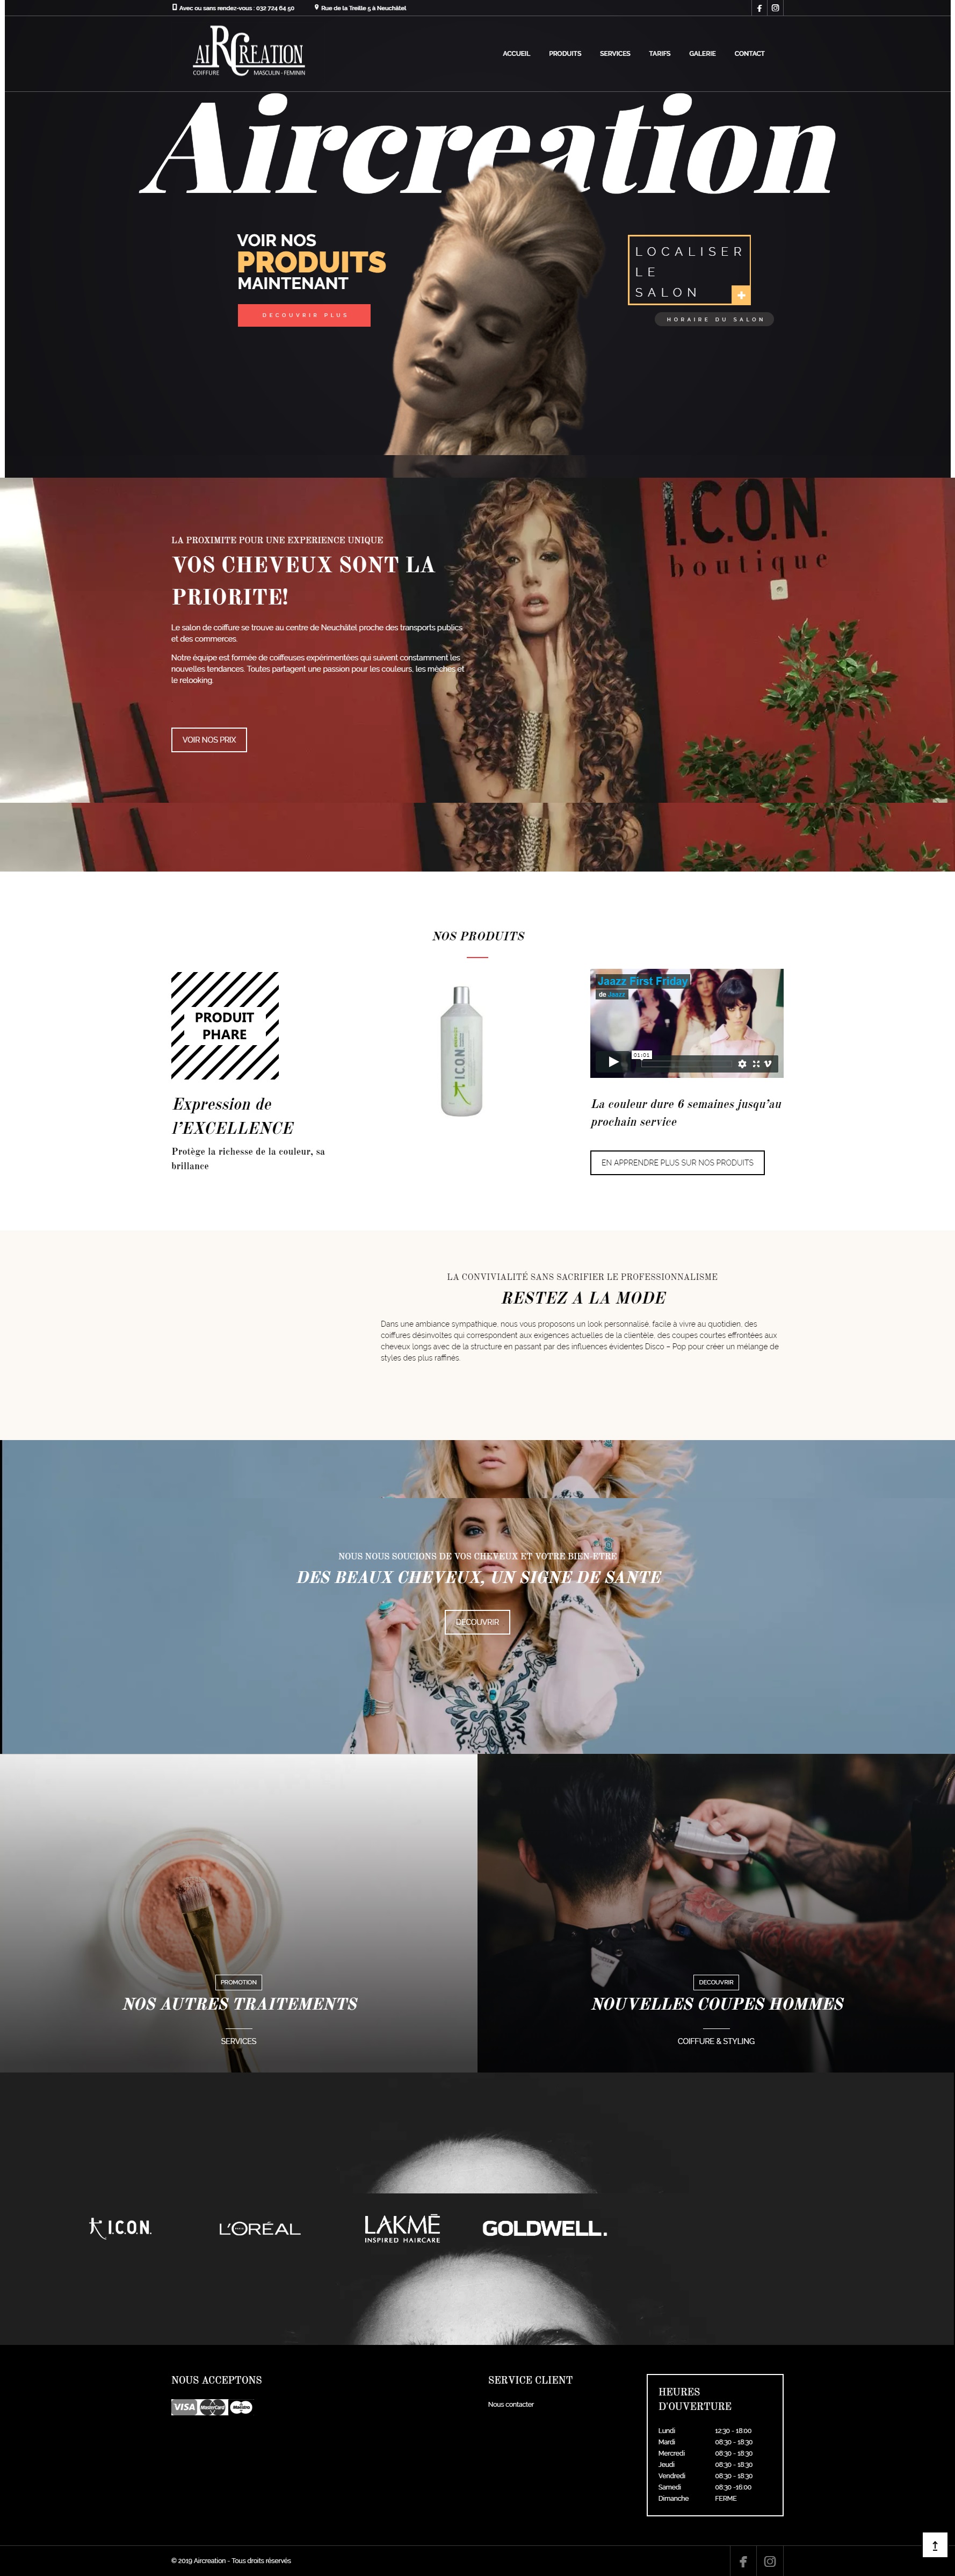 Avec ou sans rendez-vous : 032 724 64 50
Rue de la Treille 5 à Neuchâtel
AIRCREATION
COIFFURE MASCULIN - FEMININ
ACCUEIL PRODUITS SERVICES TARIFS GALERIE CONTACT
Aircreation
VOIR NOS
PRODUITS
MAINTENANT
DECOUVRIR PLUS
LOCALISER
LE
SALON
+
HORAIRE DU SALON
I.C.O.N.
boutique
LA PROXIMITE POUR UNE EXPERIENCE UNIQUE
VOS CHEVEUX SONT LA
PRIORITE!
Le salon de coiffure se trouve au centre de Neuchâtel proche des transports publics
et des commerces.
Notre équipe est formée de coiffeuses expérimentées qui suivent constamment les
nouvelles tendances. Toutes partagent une passion pour les couleurs, les mèches et
le relooking.
VOIR NOS PRIX
NOS PRODUITS
PRODUIT
PHARE
Expression de
l'EXCELLENCE
Protège la richesse de la couleur, sa
brillance
I.C.O.N.
Jaazz First Friday
de Jaazz
01:01
La couleur dure 6 semaines jusqu'au
prochain service
EN APPRENDRE PLUS SUR NOS PRODUITS
LA CONVIVIALITÉ SANS SACRIFIER LE PROFESSIONNALISME
RESTEZ A LA MODE
Dans une ambiance sympathique, nous vous proposons un look personnalisé, facile à vivre au quotidien, des
coiffures désinvoltes qui correspondent aux exigences actuelles de la clientèle, des coupes courtes effrontées aux
cheveux longs avec de la structure en passant par des influences évidentes Disco – Pop pour créer un mélange de
styles des plus raffinés.
NOUS NOUS SOUCIONS DE VOS CHEVEUX ET VOTRE BIEN-ETRE
DES BEAUX CHEVEUX, UN SIGNE DE SANTE
DECOUVRIR
PROMOTION
NOS AUTRES TRAITEMENTS
SERVICES
DECOUVRIR
NOUVELLES COUPES HOMMES
COIFFURE & STYLING
I.C.O.N.
L'ORÉAL
LAKMĒ
INSPIRED HAIRCARE
GOLDWELL.
NOUS ACCEPTONS
VISA MasterCard Maestro
SERVICE CLIENT
Nous contacter
HEURES
D'OUVERTURE
Lundi 12:30 - 18:00
Mardi 08:30 - 18:30
Mercredi 08:30 - 18:30
Jeudi 08:30 - 18:30
Vendredi 08:30 - 18:30
Samedi 08:30 -16:00
Dimanche FERME
© 2019 Aircreation - Tous droits réservés